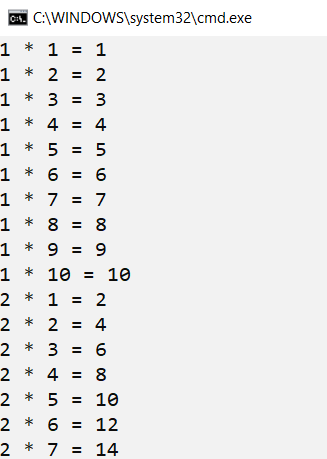 C:\WINDOWS\system32\cmd.exe
1 * 1 = 1
1 * 2 = 2
1 * 3 = 3
1 * 4 = 4
1 * 5 = 5
1 * 6 = 6
1 * 7 = 7
1 * 8 = 8
1 * 9 = 9
1 * 10 = 10
2 * 1 = 2
2 * 2 = 4
2 * 3 = 6
2 * 4 = 8
2 * 5 = 10
2 * 6 = 12
2 * 7 = 14